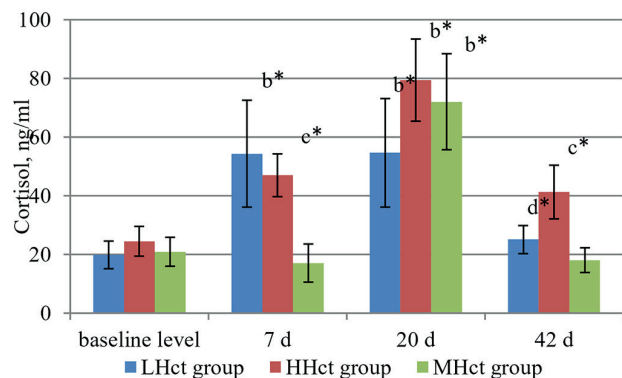 100
80
60
40
20
0
Cortisol, ng/ml
b*
c*
b*
b*
b*
d*
c*
baseline level 7 d 20 d 42 d
LHct group HHct group MHct group